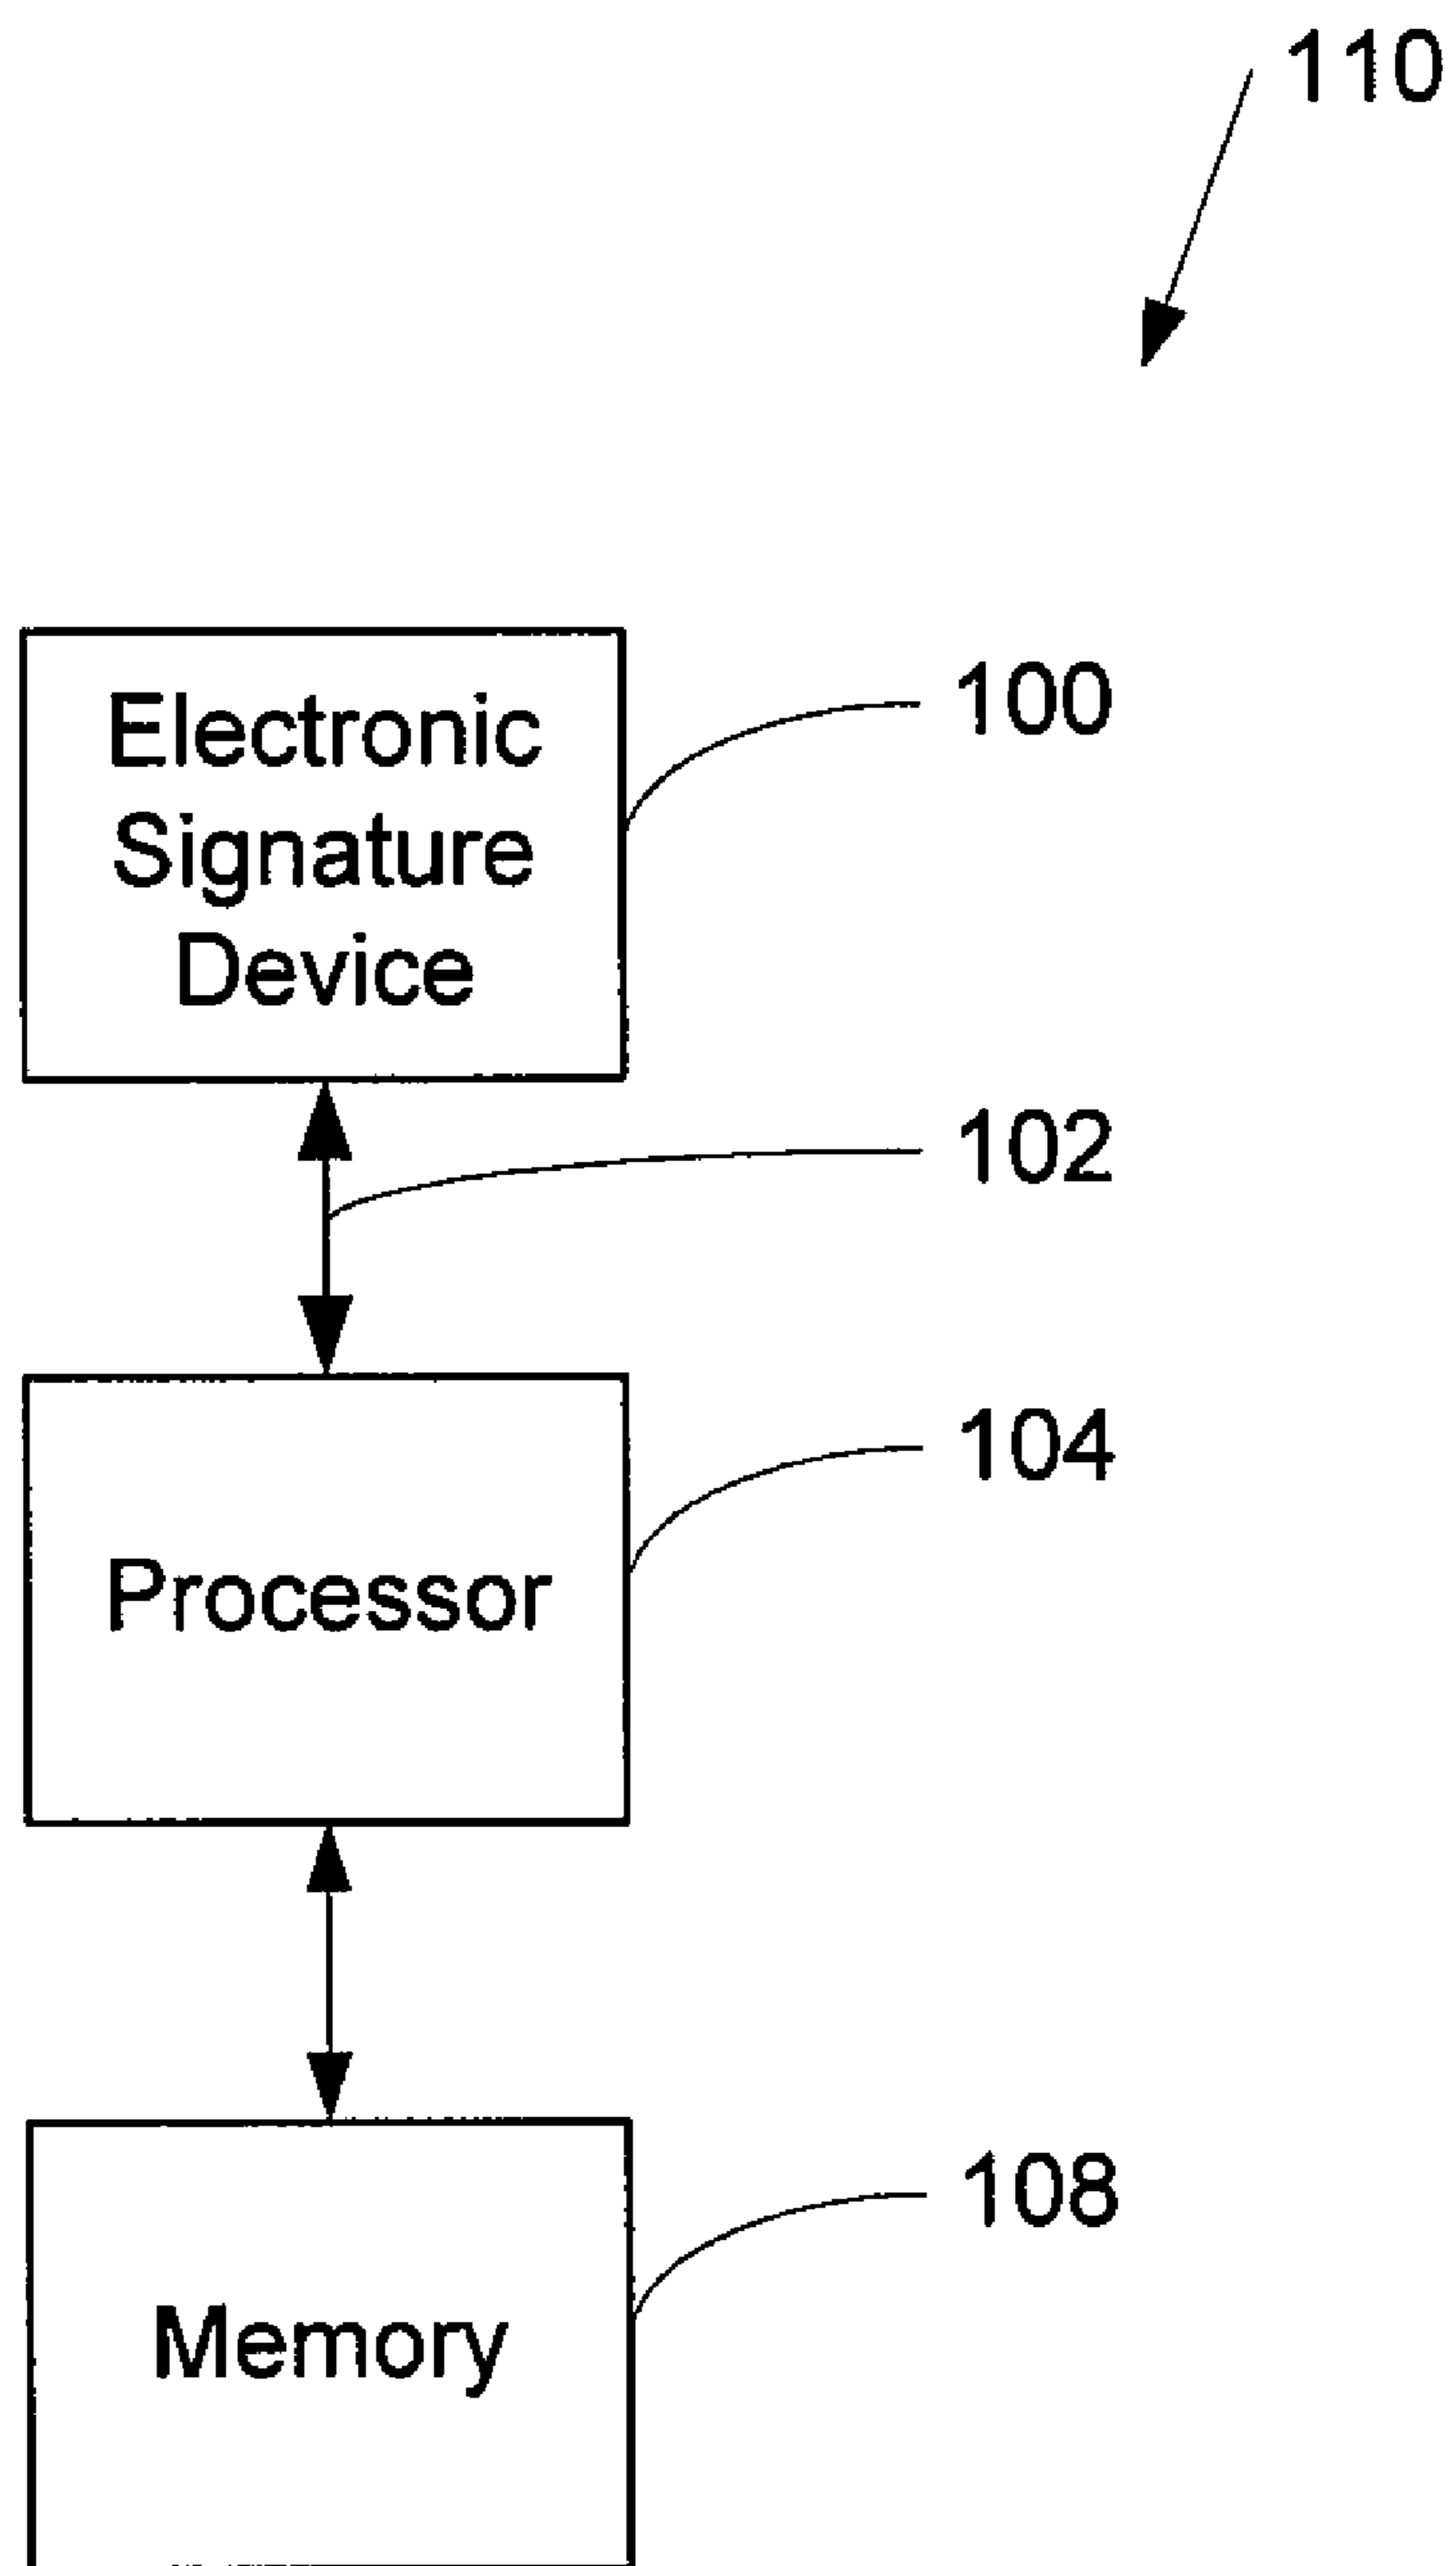 110
Electronic
Signature
Device
100
102
104
Processor
108
Memory